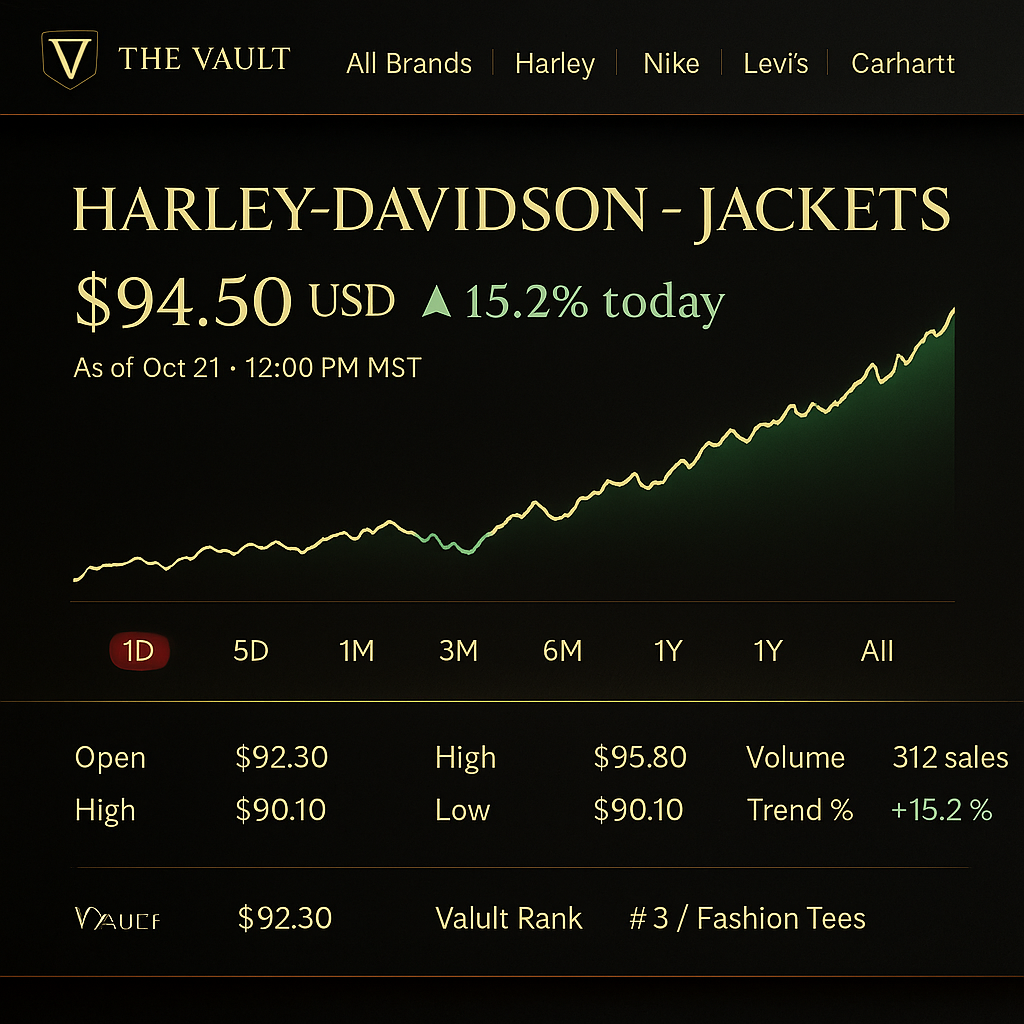 V THE VAULT All Brands Harley Nike Levi's Carhartt
HARLEY-DAVIDSON - JACKETS
$94.50 USD ▲ 15.2% today
As of Oct 21 · 12:00 PM MST
1D 5D 1M 3M 6M 1Y 1Y All
Open $92.30 High $95.80 Volume 312 sales
High $90.10 Low $90.10 Trend % +15.2 %
$92.30 Valult Rank # 3 / Fashion Tees